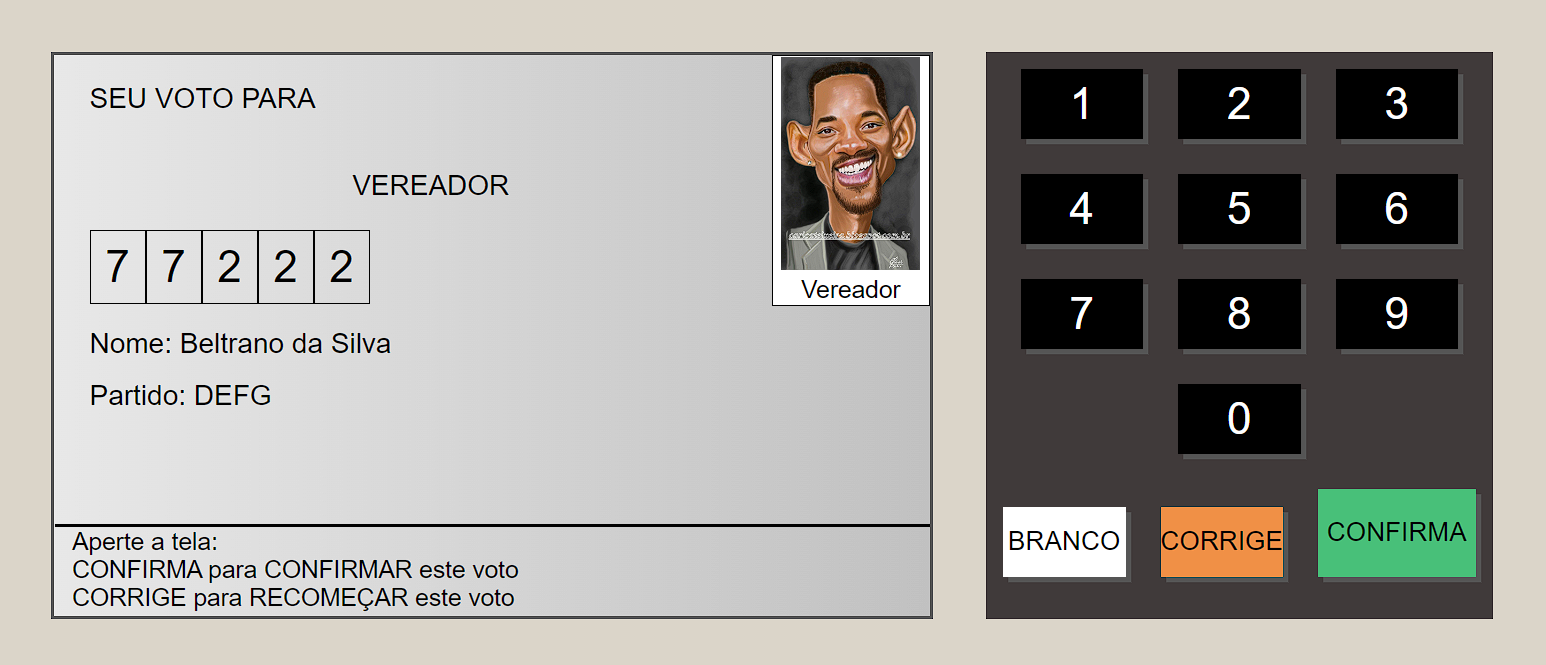 SEU VOTO PARA
VEREADOR
7 7 2 2 2
Nome: Beltrano da Silva
Partido: DEFG
Vereador
Aperte a tela:
CONFIRMA para CONFIRMAR este voto
CORRIGE para RECOMEÇAR este voto
1 2 3
4 5 6
7 8 9
0
BRANCO CORRIGE CONFIRMA